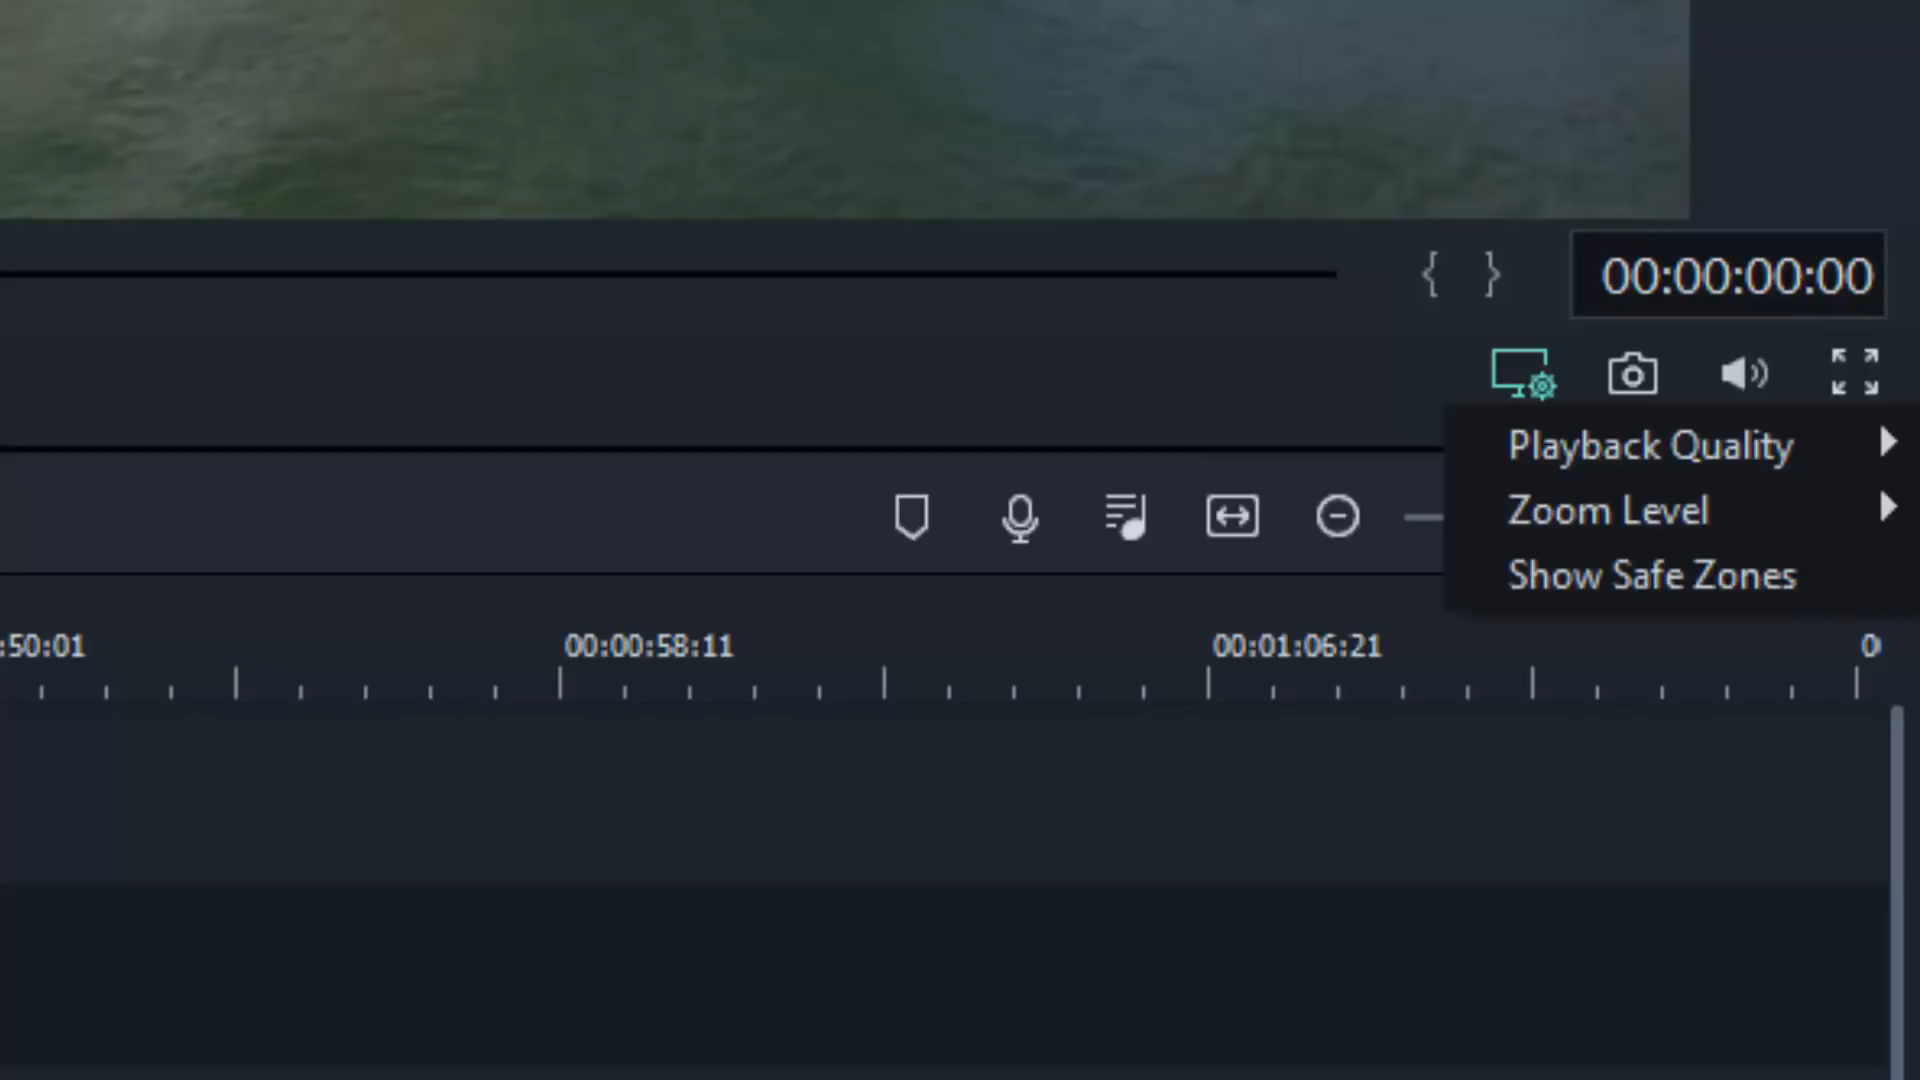 { } 00:00:00:00
Playback Quality
Zoom Level
Show Safe Zones
:50:01 00:00:58:11 00:01:06:21 0